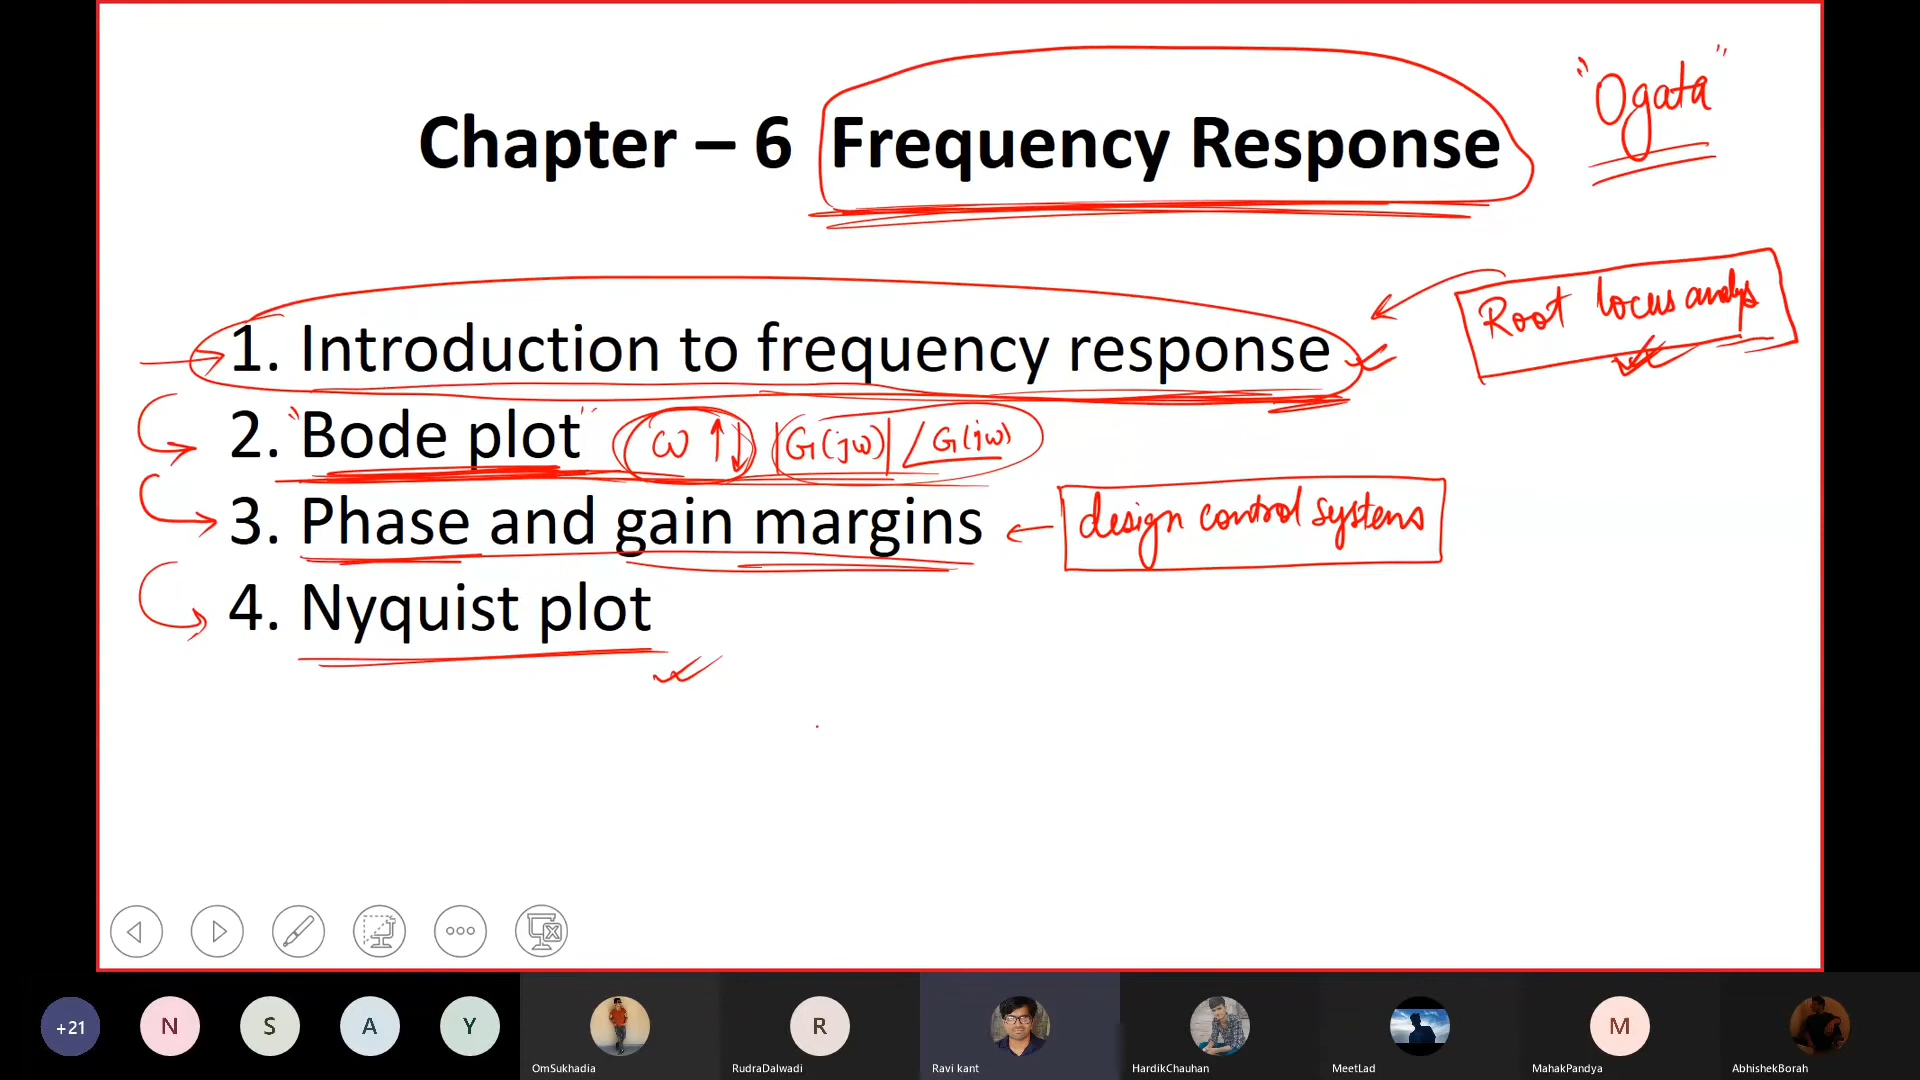 Chapter – 6 Frequency Response
"Ogata"
Root locus analys
1. Introduction to frequency response
2. "Bode plot" ω ↑↓ |G(jω)| ∠G(jω)
3. Phase and gain margins ← design control systems
4. Nyquist plot
+21 N S A Y R M
OmSukhadia RudraDalwadi Ravi kant HardikChauhan MeetLad MahakPandya AbhishekBorah